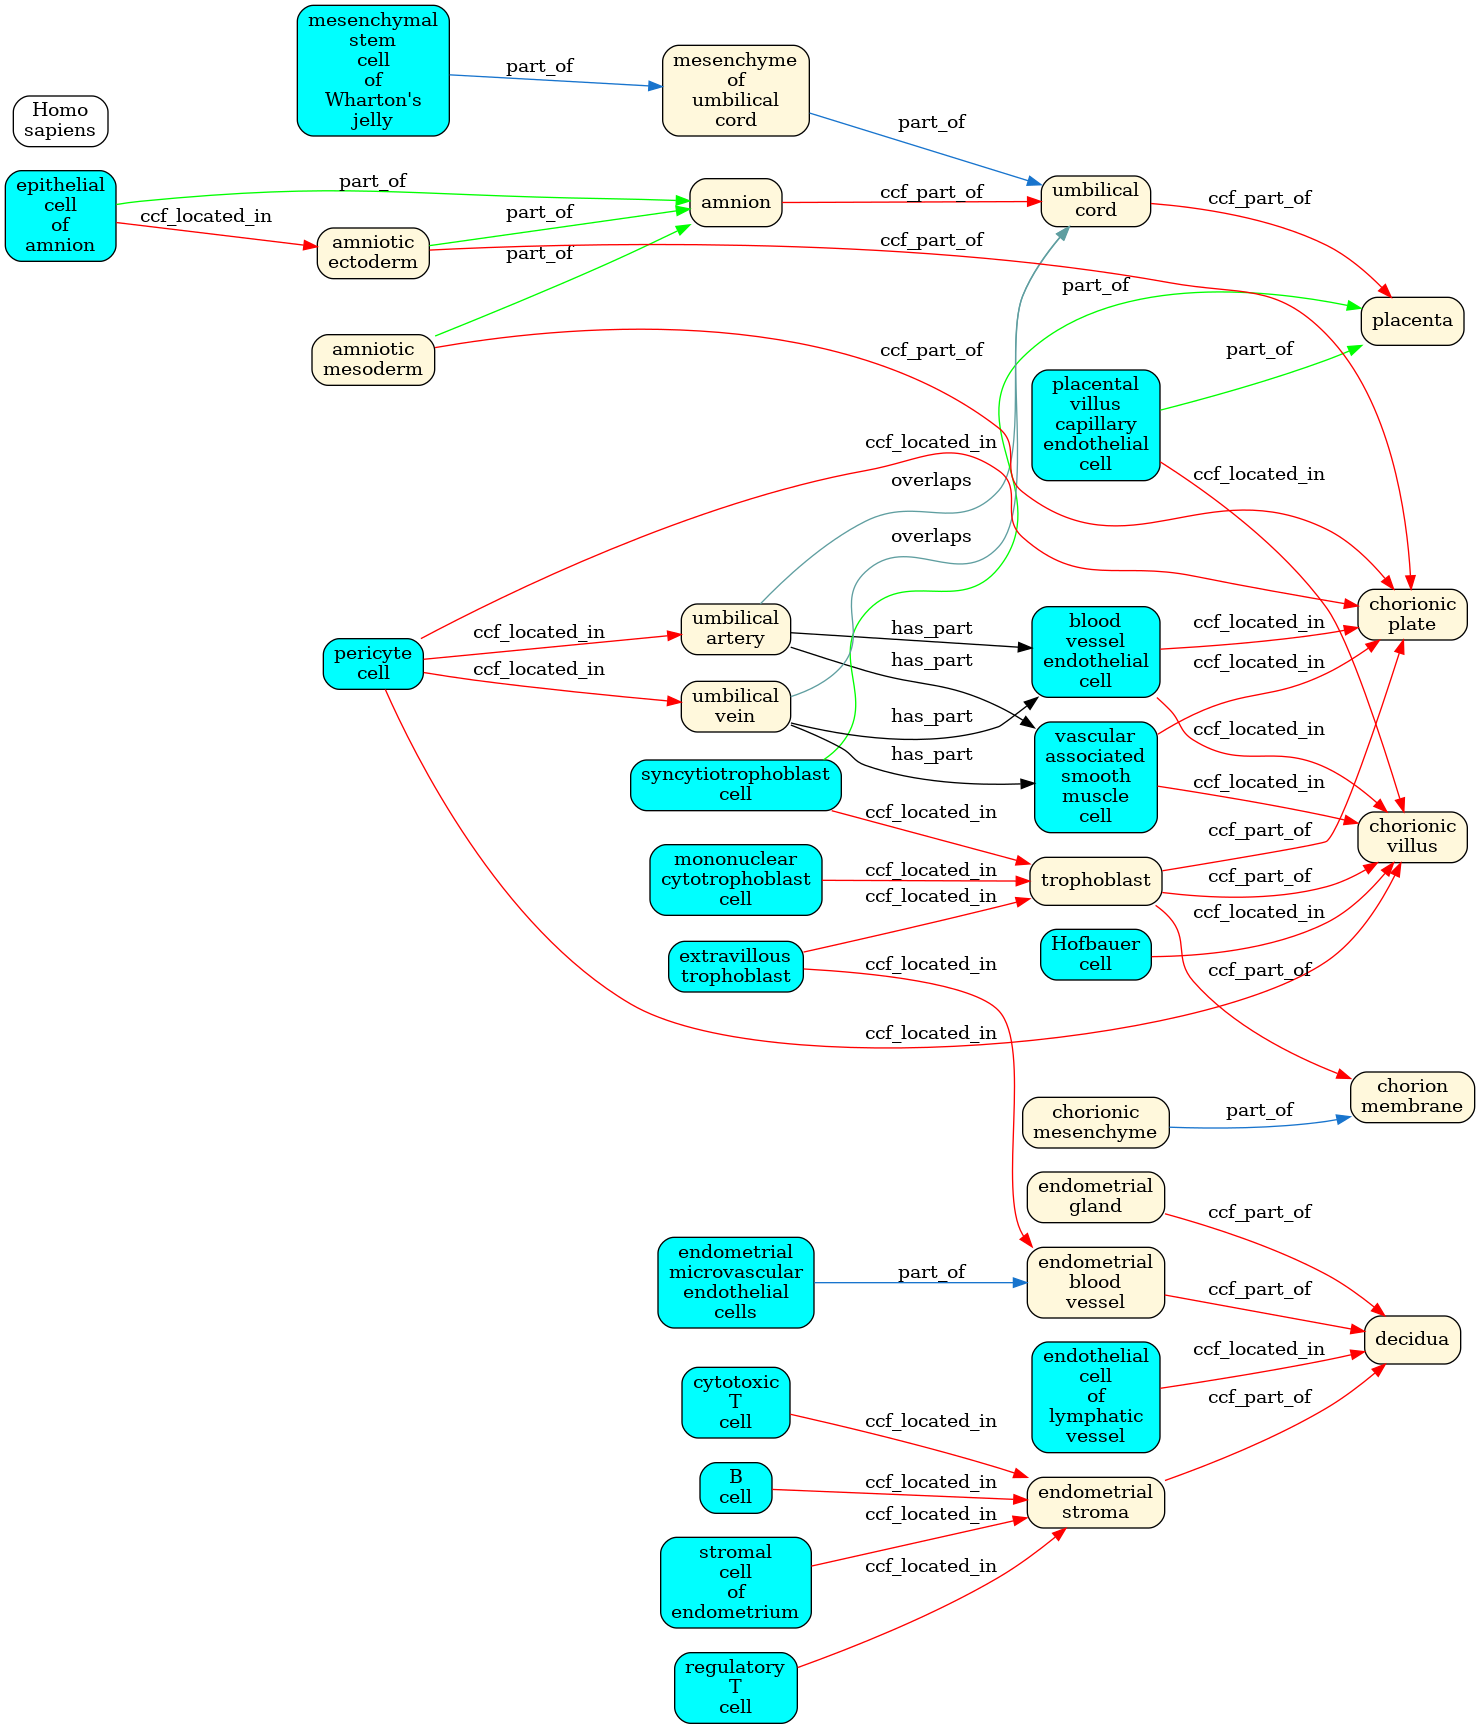 mesenchymal
stem
cell
of
Wharton's
jelly
part_of
mesenchyme
of
umbilical
cord
part_of
Homo
sapiens
epithelial
cell
of
amnion
part_of
ccf_located_in
amniotic
ectoderm
part_of
part_of
amnion
ccf_part_of
ccf_part_of
umbilical
cord
ccf_part_of
part_of
placenta
amniotic
mesoderm
ccf_part_of
placental
villus
capillary
endothelial
cell
part_of
ccf_located_in
ccf_located_in
overlaps
overlaps
pericyte
cell
ccf_located_in
ccf_located_in
umbilical
artery
umbilical
vein
has_part
has_part
has_part
has_part
blood
vessel
endothelial
cell
ccf_located_in
ccf_located_in
ccf_located_in
ccf_located_in
chorionic
plate
vascular
associated
smooth
muscle
cell
chorionic
villus
syncytiotrophoblast
cell
ccf_located_in
mononuclear
cytotrophoblast
cell
ccf_located_in
ccf_located_in
trophoblast
ccf_part_of
ccf_part_of
extravillous
trophoblast
ccf_located_in
Hofbauer
cell
ccf_located_in
ccf_part_of
ccf_located_in
chorionic
mesenchyme
part_of
chorion
membrane
endometrial
gland
ccf_part_of
endometrial
microvascular
endothelial
cells
part_of
endometrial
blood
vessel
ccf_part_of
decidua
endothelial
cell
of
lymphatic
vessel
ccf_located_in
ccf_part_of
cytotoxic
T
cell
ccf_located_in
B
cell
ccf_located_in
endometrial
stroma
stromal
cell
of
endometrium
ccf_located_in
ccf_located_in
regulatory
T
cell